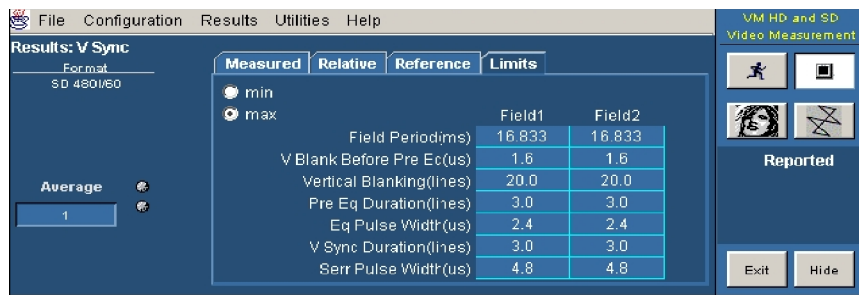 File Configuration Results Utilities Help
VM HD and SD
Video Measurement
Results: V Sync
Format
SD 480I/60
Average
1
Measured Relative Reference Limits
min
max
Field1 Field2
Field Period(ms) 16.833 16.833
V Blank Before Pre Eq(us) 1.6 1.6
Vertical Blanking(lines) 20.0 20.0
Pre Eq Duration(lines) 3.0 3.0
Eq Pulse Width(us) 2.4 2.4
V Sync Duration(lines) 3.0 3.0
Serr Pulse Width(us) 4.8 4.8
Reported
Exit Hide